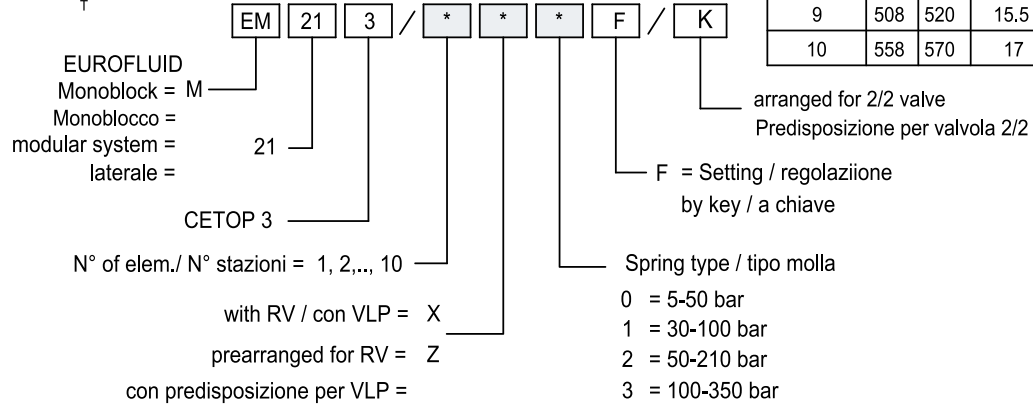 T
EM 21 3 / * * * F / K
9 508 520 15.5
10 558 570 17
EUROFLUID
Monoblock = M
Monoblocco =
modular system = 21
laterale =
CETOP 3
N° of elem./ N° stazioni = 1, 2,.., 10
with RV / con VLP = X
prearranged for RV = Z
con predisposizione per VLP =
arranged for 2/2 valve
Predisposizione per valvola 2/2
F = Setting / regolaziione
by key / a chiave
Spring type / tipo molla
0 = 5-50 bar
1 = 30-100 bar
2 = 50-210 bar
3 = 100-350 bar